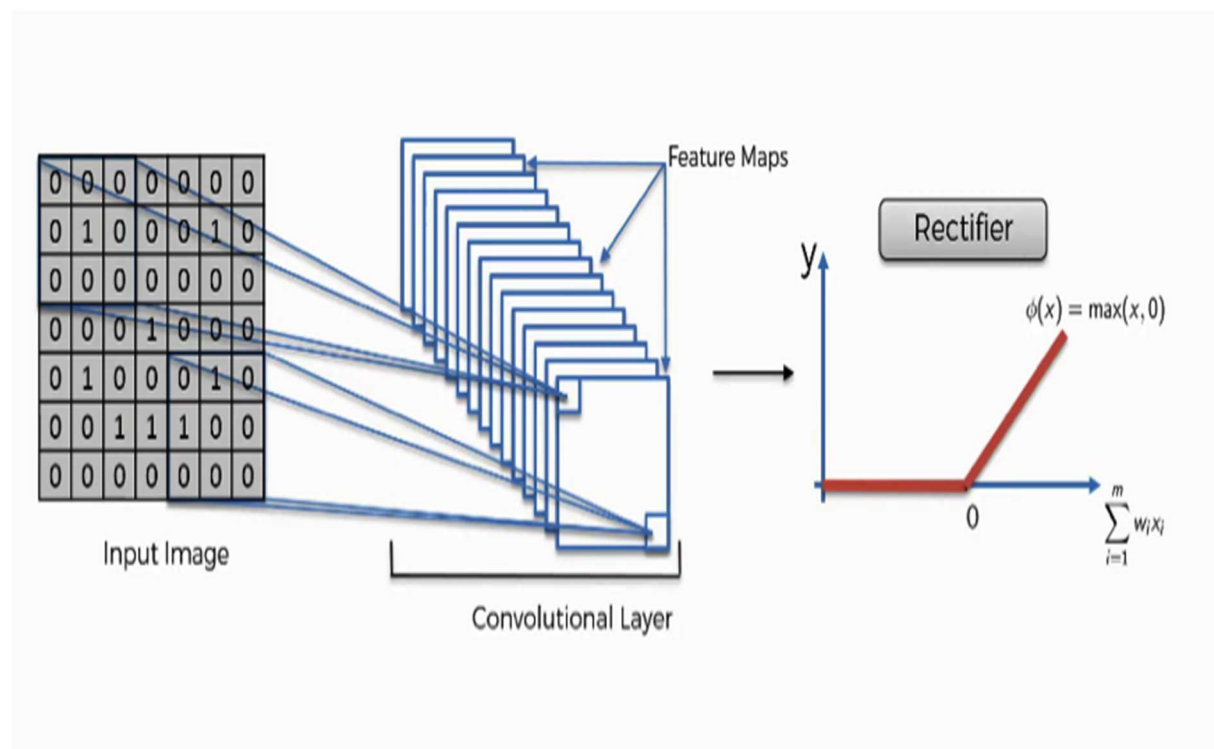 0 0 0 0 0 0 0
0 1 0 0 0 1 0
0 0 0 0 0 0 0
0 0 0 1 0 0 0
0 1 0 0 0 1 0
0 0 1 1 1 0 0
0 0 0 0 0 0 0
Input Image
Feature Maps
Convolutional Layer
Rectifier
y
ϕ(x) = max(x, 0)
0
m
∑ wᵢxᵢ
i=1